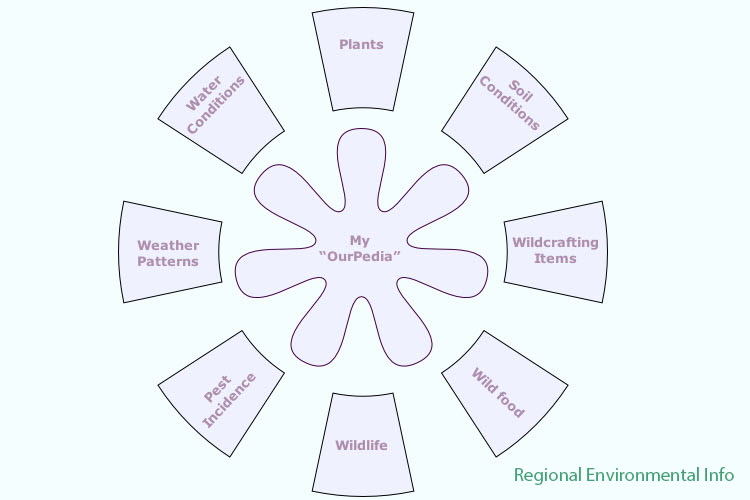 Plants
Soil
Conditions
Wildcrafting
Items
Wild food
Wildlife
Pest
Incidence
Weather
Patterns
Water
Conditions
My
“OurPedia”
Regional Environmental Info